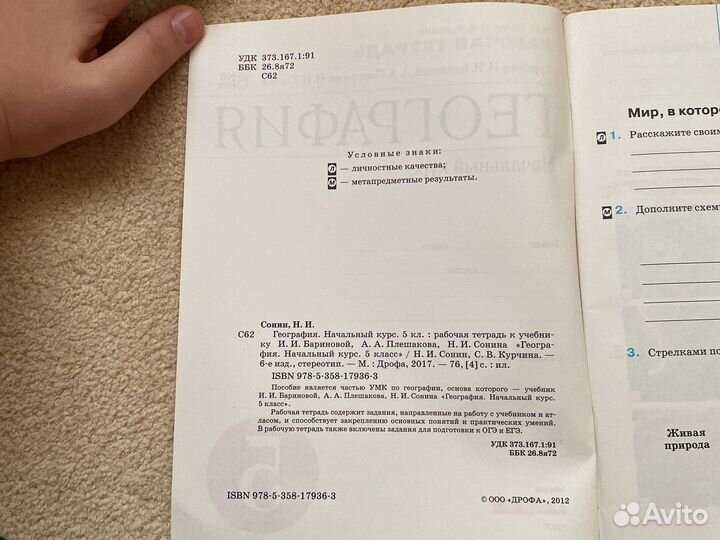 УДК 373.167.1:91
ББК 26.8я72
С62
ГЕОГРАФИЯ
Условные знаки:
Л — личностные качества;
М — метапредметные результаты.
Сонин, Н. И.
С62 География. Начальный курс. 5 кл. : рабочая тетрадь к учебни-
ку И. И. Бариновой, А. А. Плешакова, Н. И. Сонина «Геогра-
фия. Начальный курс. 5 класс» / Н. И. Сонин, С. В. Курчина. —
6-е изд., стереотип. — М. : Дрофа, 2017. — 76, [4] с. : ил.
ISBN 978-5-358-17936-3
Пособие является частью УМК по географии, основа которого — учебник
И. И. Бариновой, А. А. Плешакова, Н. И. Сонина «География. Начальный курс.
5 класс».
Рабочая тетрадь содержит задания, направленные на работу с учебником и ат-
ласом, и способствует закреплению основных понятий и практических умений.
В рабочую тетрадь также включены задания для подготовки к ОГЭ и ЕГЭ.
УДК 373.167.1:91
ББК 26.8я72
ISBN 978-5-358-17936-3
© ООО «ДРОФА», 2012
Мир, в которо
Л 1. Расскажите своим
М 2. Дополните схему
3. Стрелками по
Живая
природа
Avito